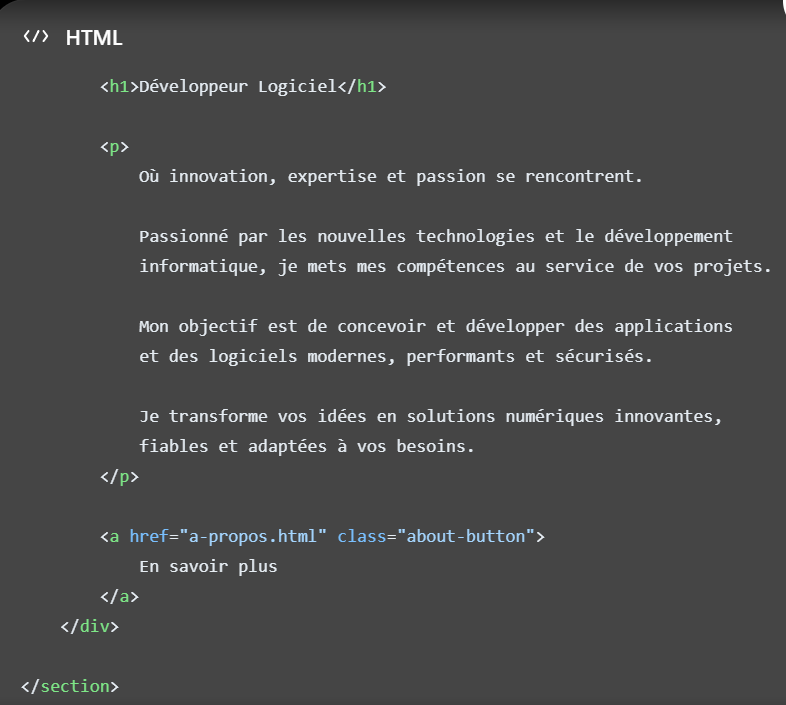 </> HTML
<h1>Développeur Logiciel</h1>
<p>
Où innovation, expertise et passion se rencontrent.
Passionné par les nouvelles technologies et le développement
informatique, je mets mes compétences au service de vos projets.
Mon objectif est de concevoir et développer des applications
et des logiciels modernes, performants et sécurisés.
Je transforme vos idées en solutions numériques innovantes,
fiables et adaptées à vos besoins.
</p>
<a href="a-propos.html" class="about-button">
En savoir plus
</a>
</div>
</section>